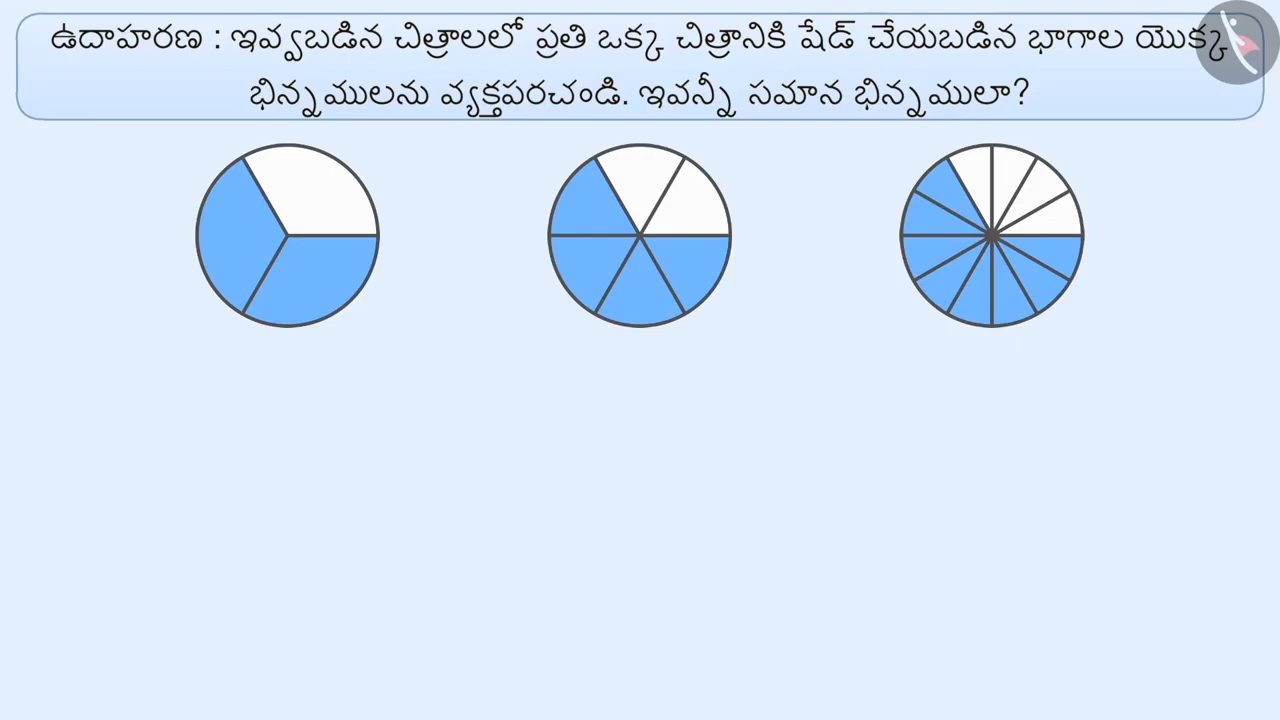 ఉదాహరణ : ఇవ్వబడిన చిత్రాలలో ప్రతి ఒక్క చిత్రానికి షేడ్ చేయబడిన భాగాల యొక్క
భిన్నములను వ్యక్తపరచండి. ఇవన్నీ సమాన భిన్నములా?